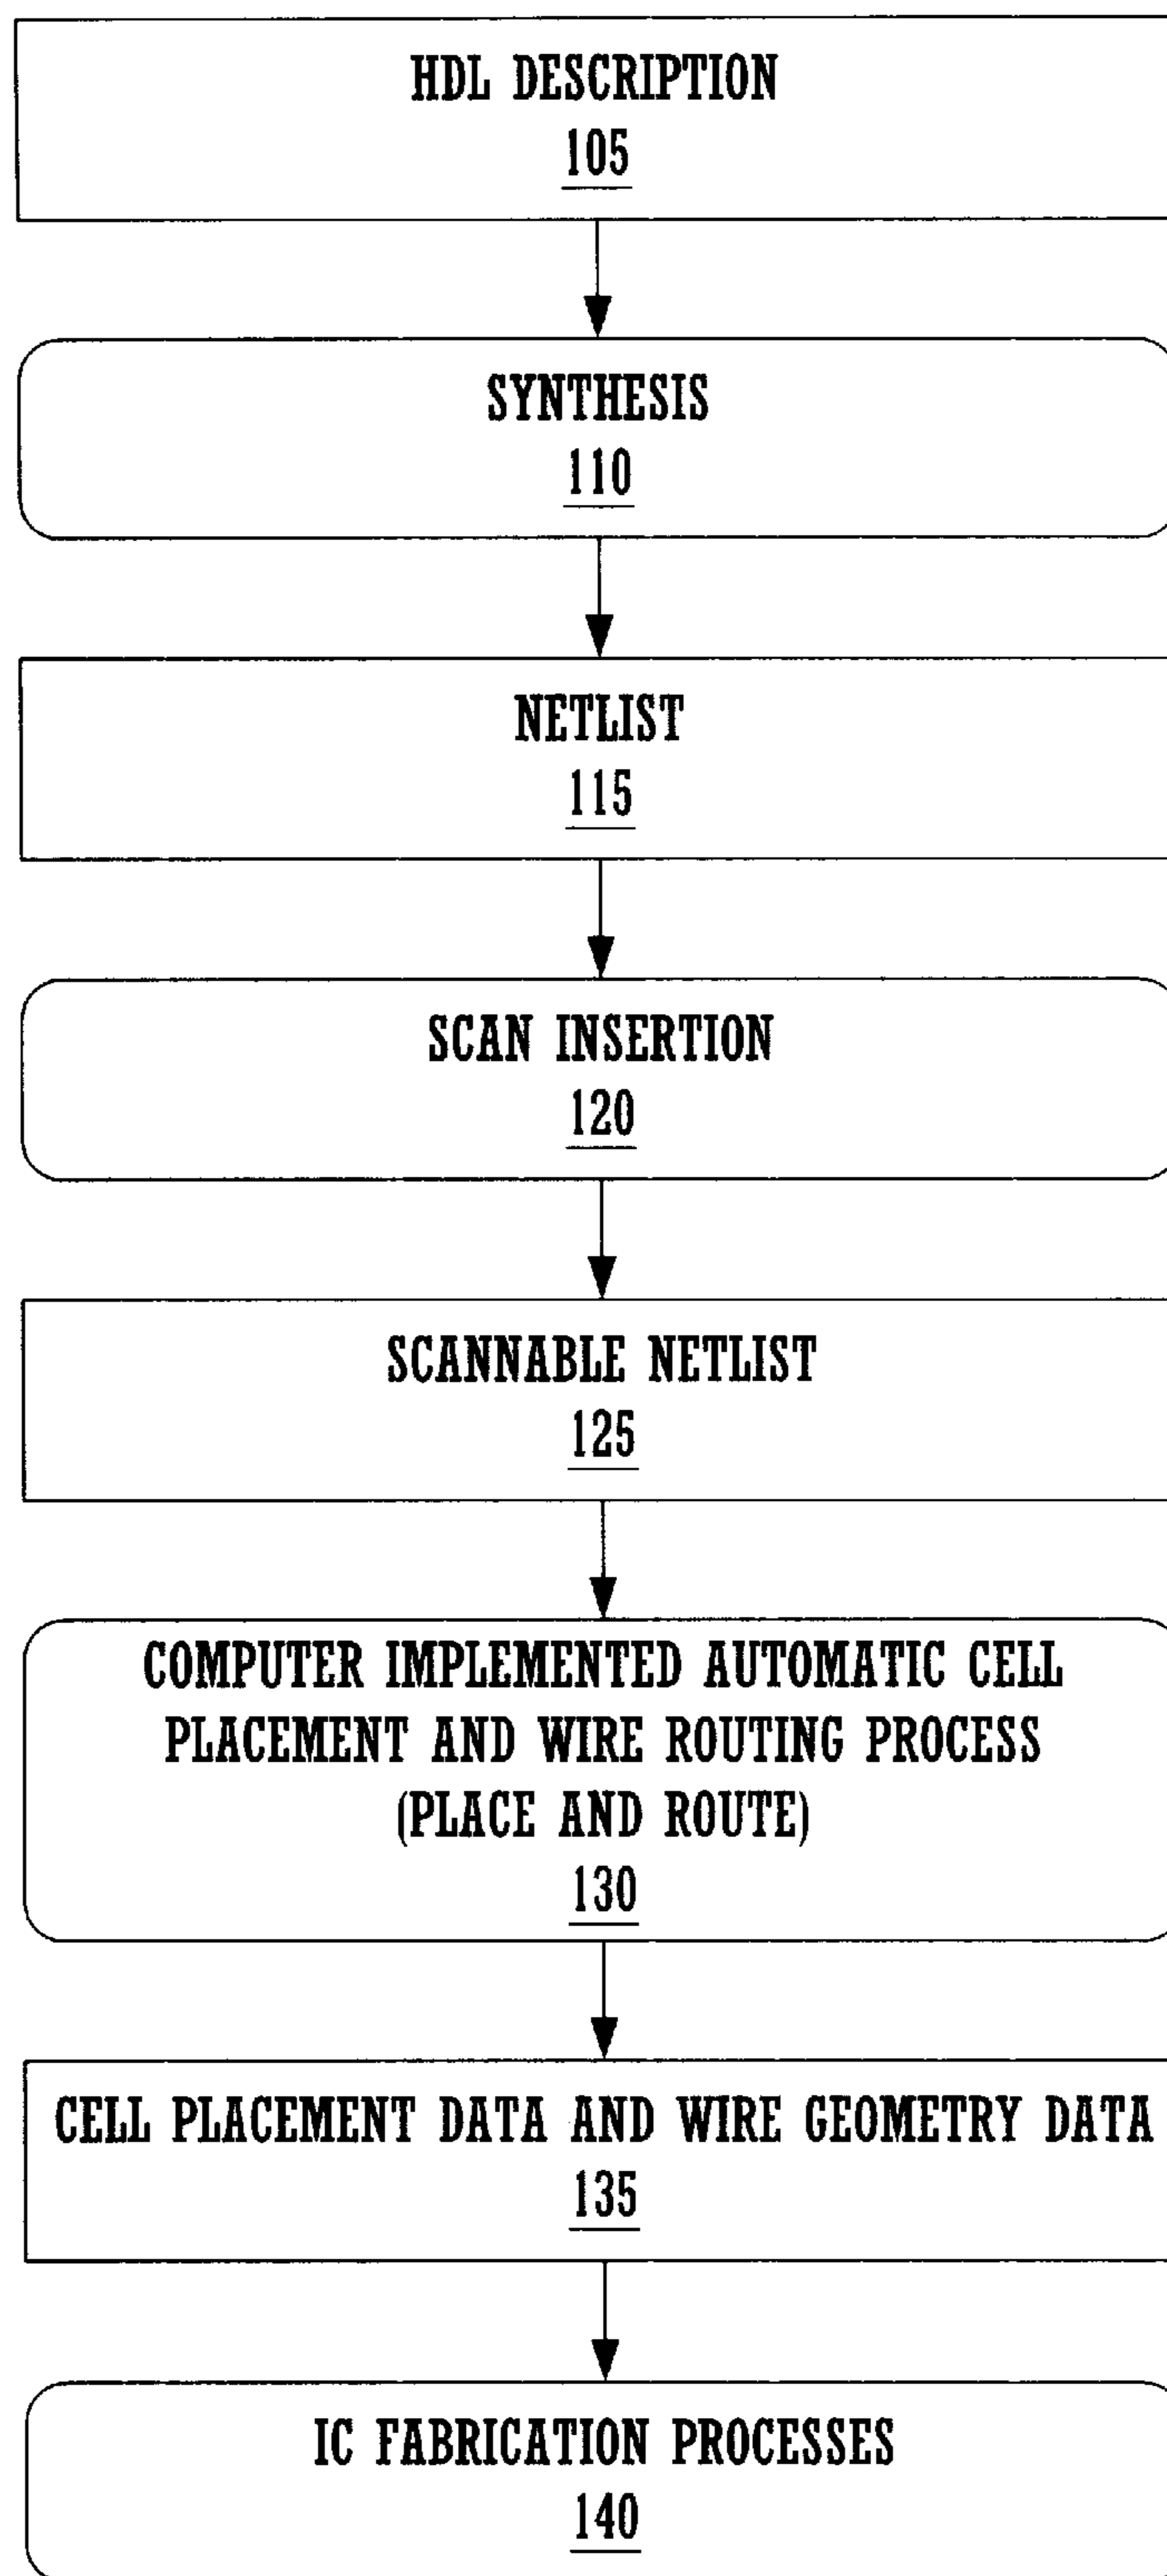 HDL DESCRIPTION
105
SYNTHESIS
110
NETLIST
115
SCAN INSERTION
120
SCANNABLE NETLIST
125
COMPUTER IMPLEMENTED AUTOMATIC CELL
PLACEMENT AND WIRE ROUTING PROCESS
(PLACE AND ROUTE)
130
CELL PLACEMENT DATA AND WIRE GEOMETRY DATA
135
IC FABRICATION PROCESSES
140